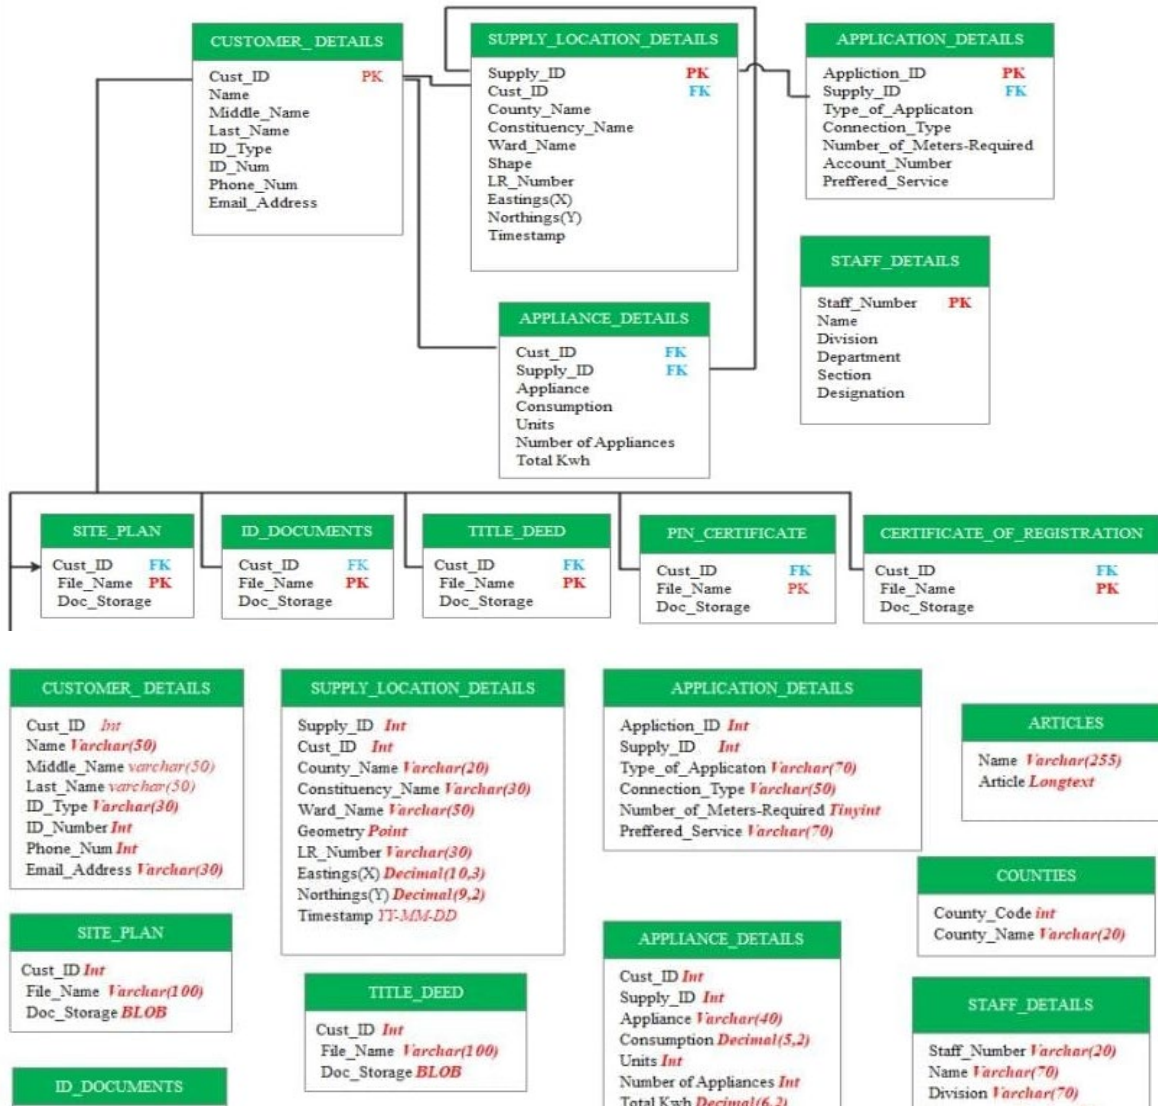 CUSTOMER_ DETAILS
Cust_ID PK
Name
Middle_Name
Last_Name
ID_Type
ID_Num
Phone_Num
Email_Address
SUPPLY_LOCATION_DETAILS
Supply_ID PK
Cust_ID FK
County_Name
Constituency_Name
Ward_Name
Shape
LR_Number
Eastings(X)
Northings(Y)
Timestamp
APPLICATION_DETAILS
Appliction_ID PK
Supply_ID FK
Type_of_Applicaton
Connection_Type
Number_of_Meters-Required
Account_Number
Preffered_Service
STAFF_DETAILS
Staff_Number PK
Name
Division
Department
Section
Designation
APPLIANCE_DETAILS
Cust_ID FK
Supply_ID FK
Appliance
Consumption
Units
Number of Appliances
Total Kwh
SITE_PLAN
Cust_ID FK
File_Name PK
Doc_Storage
ID_DOCUMENTS
Cust_ID FK
File_Name PK
Doc_Storage
TITLE_DEED
Cust_ID FK
File_Name PK
Doc_Storage
PIN_CERTIFICATE
Cust_ID FK
File_Name PK
Doc_Storage
CERTIFICATE_OF_REGISTRATION
Cust_ID FK
File_Name PK
Doc_Storage
CUSTOMER_ DETAILS
Cust_ID Int
Name Varchar(50)
Middle_Name varchar(50)
Last_Name varchar(50)
ID_Type Varchar(30)
ID_Number Int
Phone_Num Int
Email_Address Varchar(30)
SUPPLY_LOCATION_DETAILS
Supply_ID Int
Cust_ID Int
County_Name Varchar(20)
Constituency_Name Varchar(30)
Ward_Name Varchar(50)
Geometry Point
LR_Number Varchar(30)
Eastings(X) Decimal(10,3)
Northings(Y) Decimal(9,2)
Timestamp YY-MM-DD
APPLICATION_DETAILS
Appliction_ID Int
Supply_ID Int
Type_of_Applicaton Varchar(70)
Connection_Type Varchar(50)
Number_of_Meters-Required Tinyint
Preffered_Service Varchar(70)
ARTICLES
Name Varchar(255)
Article Longtext
COUNTIES
County_Code int
County_Name Varchar(20)
SITE_PLAN
Cust_ID Int
File_Name Varchar(100)
Doc_Storage BLOB
TITLE_DEED
Cust_ID Int
File_Name Varchar(100)
Doc_Storage BLOB
APPLIANCE_DETAILS
Cust_ID Int
Supply_ID Int
Appliance Varchar(40)
Consumption Decimal(5,2)
Units Int
Number of Appliances Int
Total Kwh Decimal(6,2)
STAFF_DETAILS
Staff_Number Varchar(20)
Name Varchar(70)
Division Varchar(70)
ID_DOCUMENTS